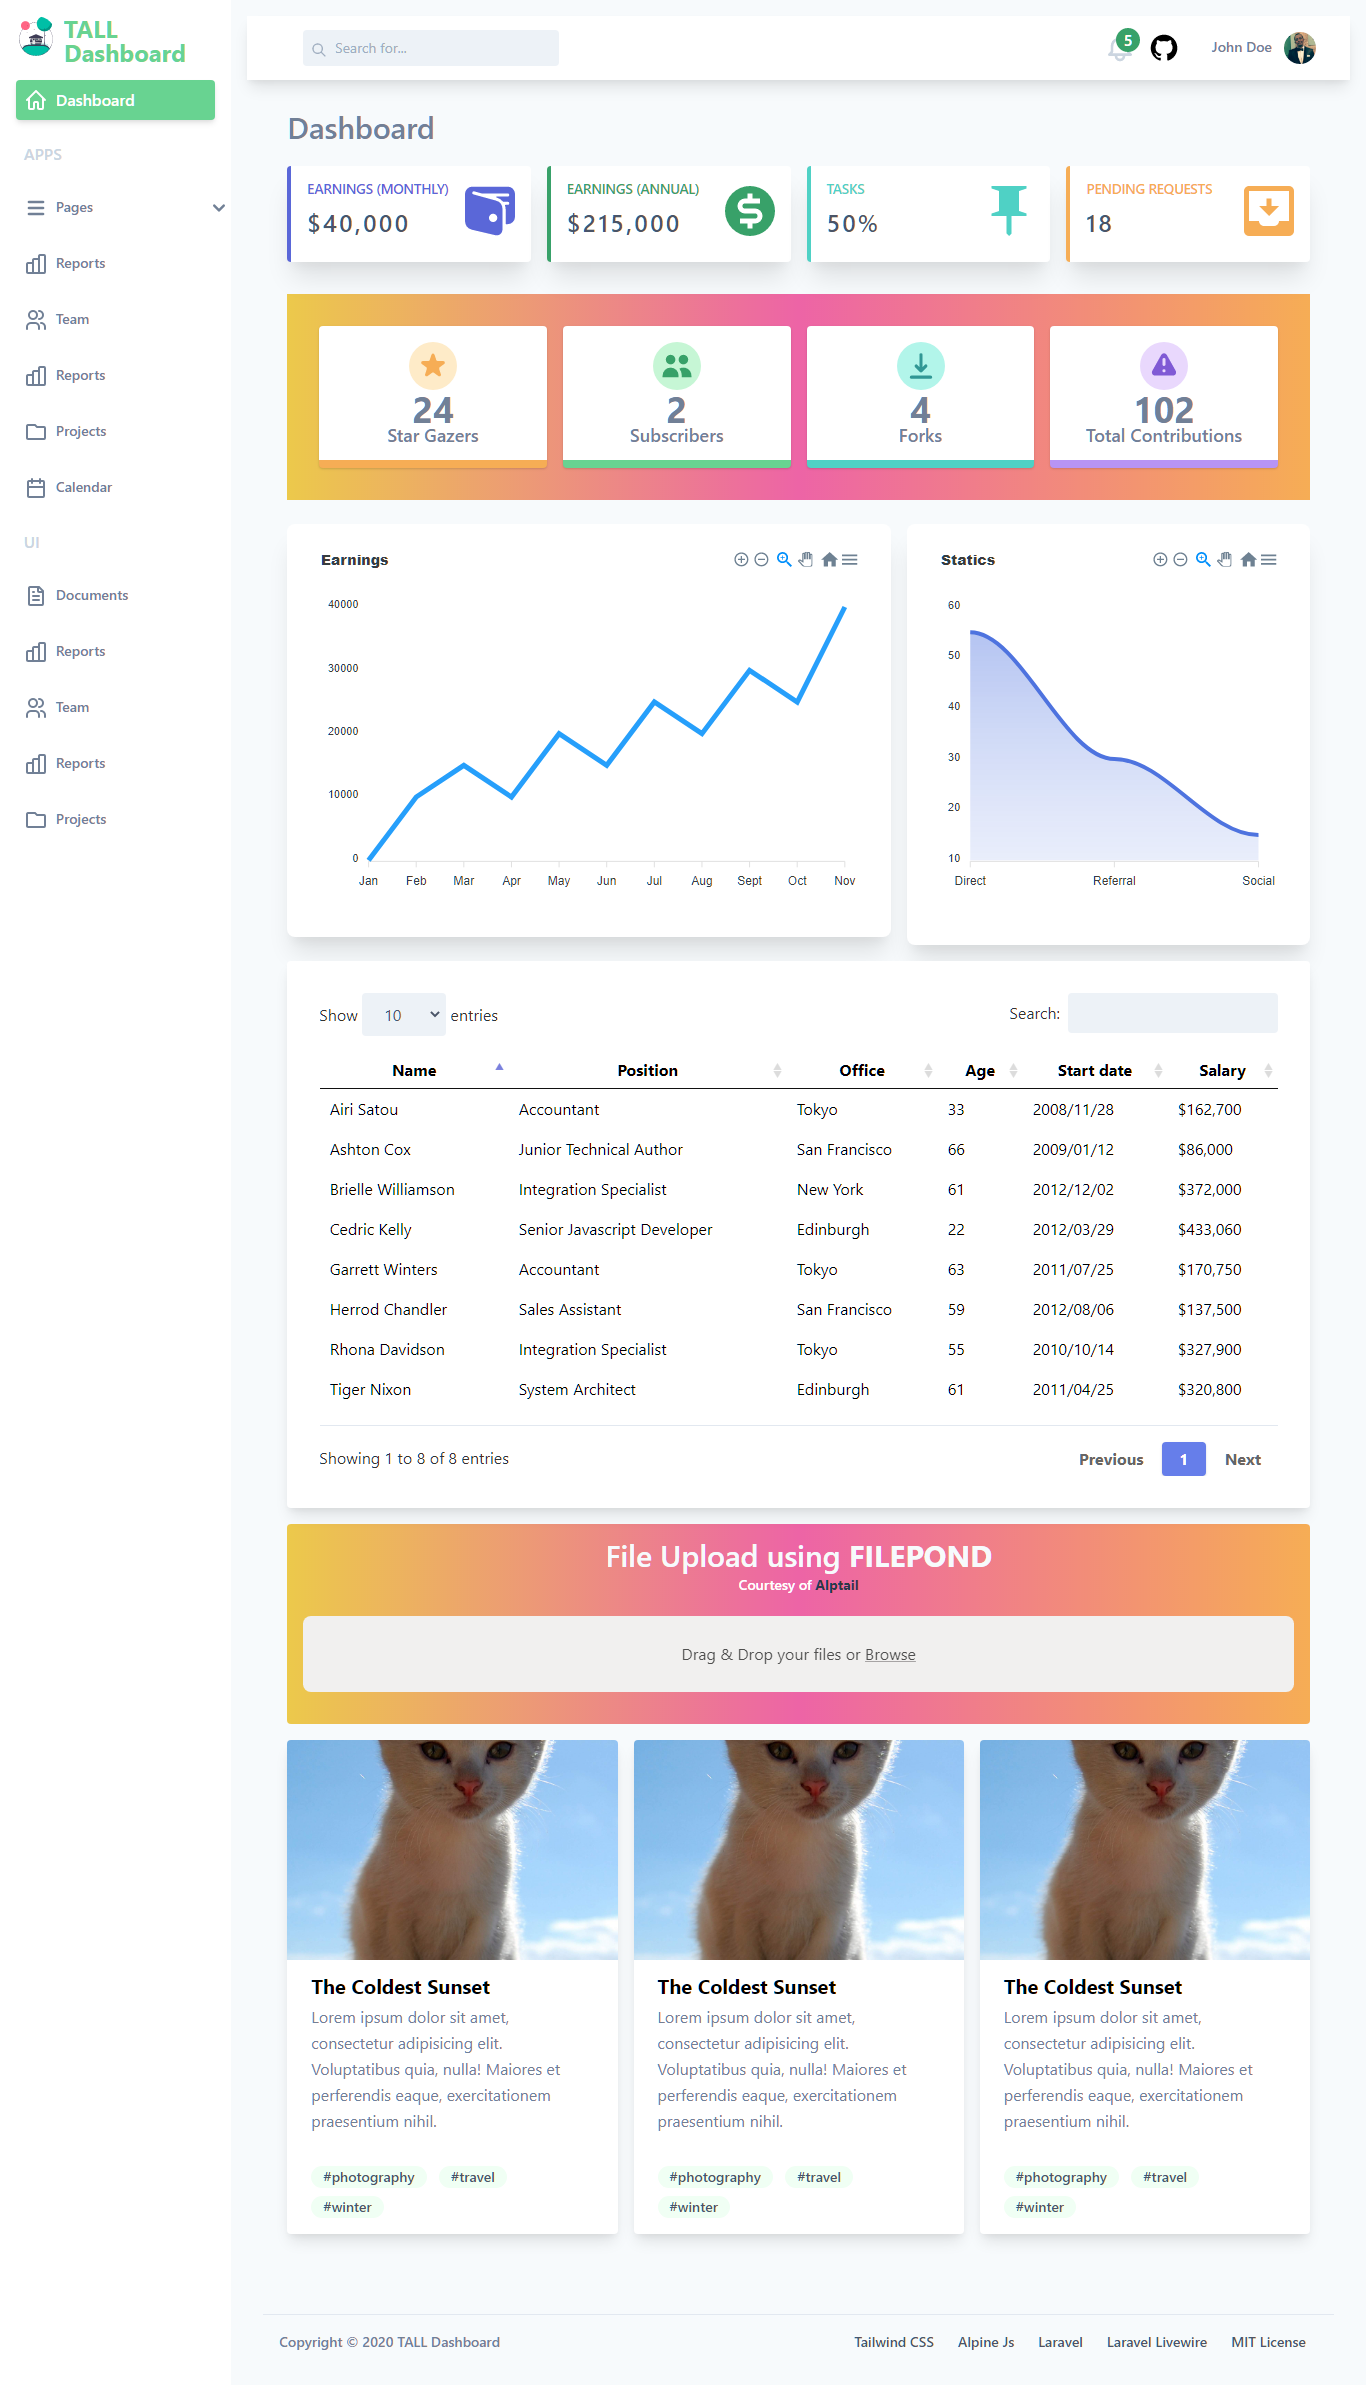 TALL
Dashboard
Dashboard
APPS
Pages
Reports
Team
Reports
Projects
Calendar
UI
Documents
Reports
Team
Reports
Projects
Search for...
5
John Doe
Dashboard
EARNINGS (MONTHLY)
$40,000
EARNINGS (ANNUAL)
$215,000
TASKS
50%
PENDING REQUESTS
18
24
Star Gazers
2
Subscribers
4
Forks
102
Total Contributions
Earnings
40000
30000
20000
10000
0
Jan Feb Mar Apr May Jun Jul Aug Sept Oct Nov
Statics
60
50
40
30
20
10
Direct Referral Social
Show 10 entries
Search:
Name Position Office Age Start date Salary
Airi Satou Accountant Tokyo 33 2008/11/28 $162,700
Ashton Cox Junior Technical Author San Francisco 66 2009/01/12 $86,000
Brielle Williamson Integration Specialist New York 61 2012/12/02 $372,000
Cedric Kelly Senior Javascript Developer Edinburgh 22 2012/03/29 $433,060
Garrett Winters Accountant Tokyo 63 2011/07/25 $170,750
Herrod Chandler Sales Assistant San Francisco 59 2012/08/06 $137,500
Rhona Davidson Integration Specialist Tokyo 55 2010/10/14 $327,900
Tiger Nixon System Architect Edinburgh 61 2011/04/25 $320,800
Showing 1 to 8 of 8 entries
Previous 1 Next
File Upload using FILEPOND
Courtesy of Alptail
Drag & Drop your files or Browse
The Coldest Sunset
Lorem ipsum dolor sit amet,
consectetur adipisicing elit.
Voluptatibus quia, nulla! Maiores et
perferendis eaque, exercitationem
praesentium nihil.
#photography #travel
#winter
The Coldest Sunset
Lorem ipsum dolor sit amet,
consectetur adipisicing elit.
Voluptatibus quia, nulla! Maiores et
perferendis eaque, exercitationem
praesentium nihil.
#photography #travel
#winter
The Coldest Sunset
Lorem ipsum dolor sit amet,
consectetur adipisicing elit.
Voluptatibus quia, nulla! Maiores et
perferendis eaque, exercitationem
praesentium nihil.
#photography #travel
#winter
Copyright © 2020 TALL Dashboard
Tailwind CSS Alpine Js Laravel Laravel Livewire MIT License